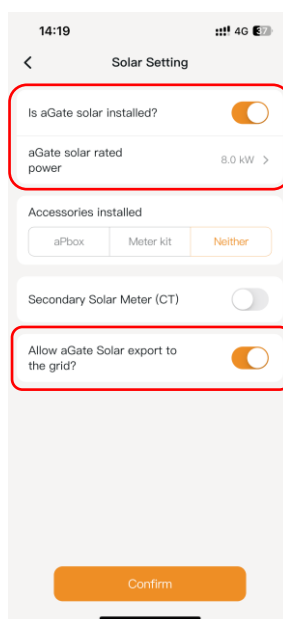 14:19
4G 37
Solar Setting
Is aGate solar installed?
aGate solar rated
power
8.0 kW
Accessories installed
aPbox Meter kit Neither
Secondary Solar Meter (CT)
Allow aGate Solar export to
the grid?
Confirm